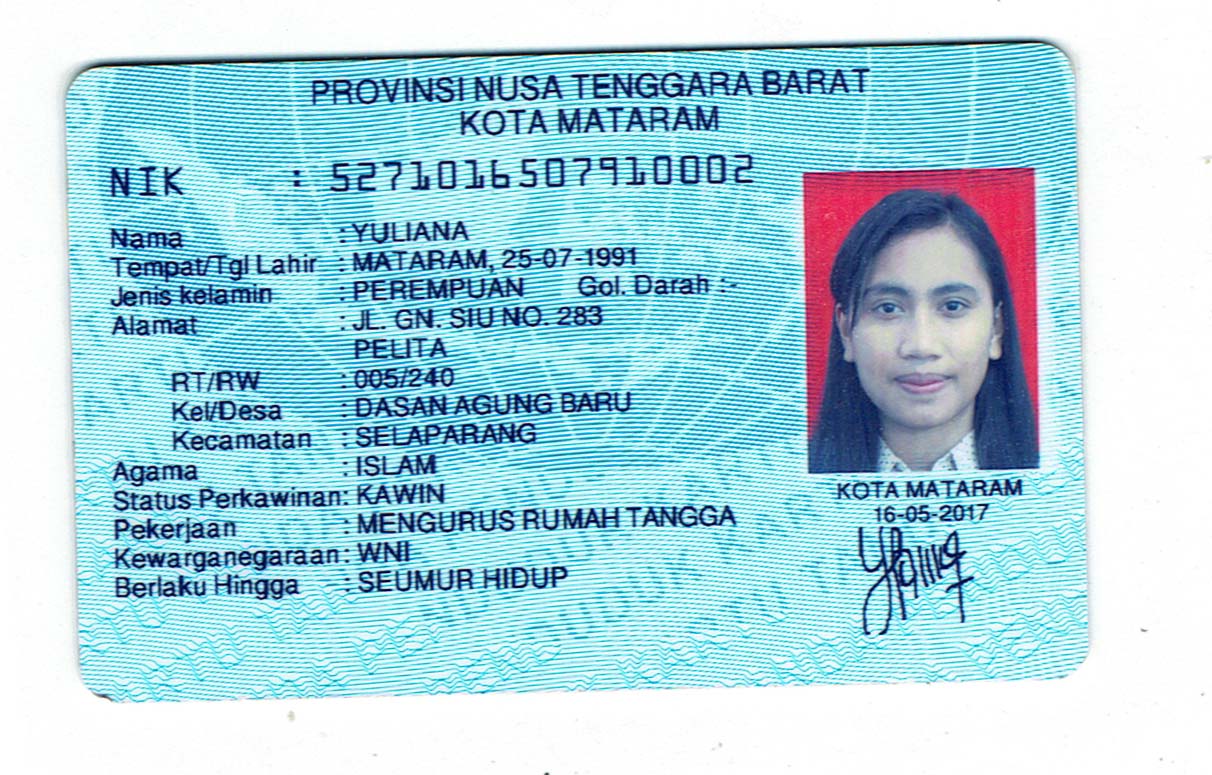 PROVINSI NUSA TENGGARA BARAT
KOTA MATARAM
NIK : 5271016507910002
Nama : YULIANA
Tempat/Tgl Lahir : MATARAM, 25-07-1991
Jenis kelamin : PEREMPUAN Gol. Darah :-
Alamat : JL. GN. SIU NO. 283
PELITA
RT/RW : 005/240
Kel/Desa : DASAN AGUNG BARU
Kecamatan : SELAPARANG
Agama : ISLAM
Status Perkawinan: KAWIN
Pekerjaan : MENGURUS RUMAH TANGGA
Kewarganegaraan: WNI
Berlaku Hingga : SEUMUR HIDUP
KOTA MATARAM
16-05-2017